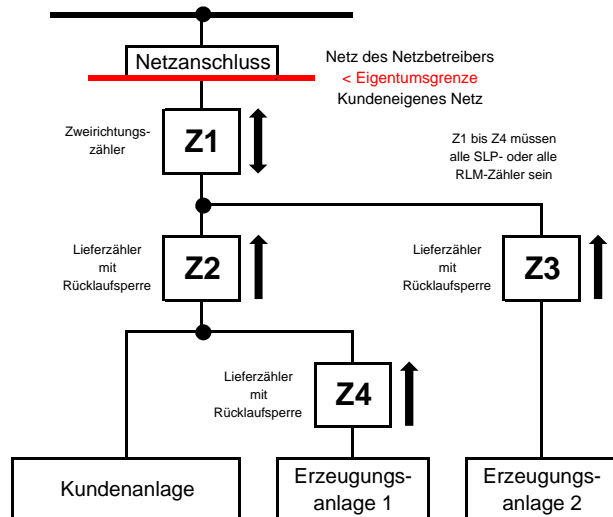 Netzanschluss
Netz des Netzbetreibers
< Eigentumsgrenze
Kundeneigenes Netz
Zweirichtungs-
zähler
Z1
Z1 bis Z4 müssen
alle SLP- oder alle
RLM-Zähler sein
Lieferzähler
mit
Rücklaufsperre
Z2
Lieferzähler
mit
Rücklaufsperre
Z3
Lieferzähler
mit
Rücklaufsperre
Z4
Kundenanlage
Erzeugungs-
anlage 1
Erzeugungs-
anlage 2